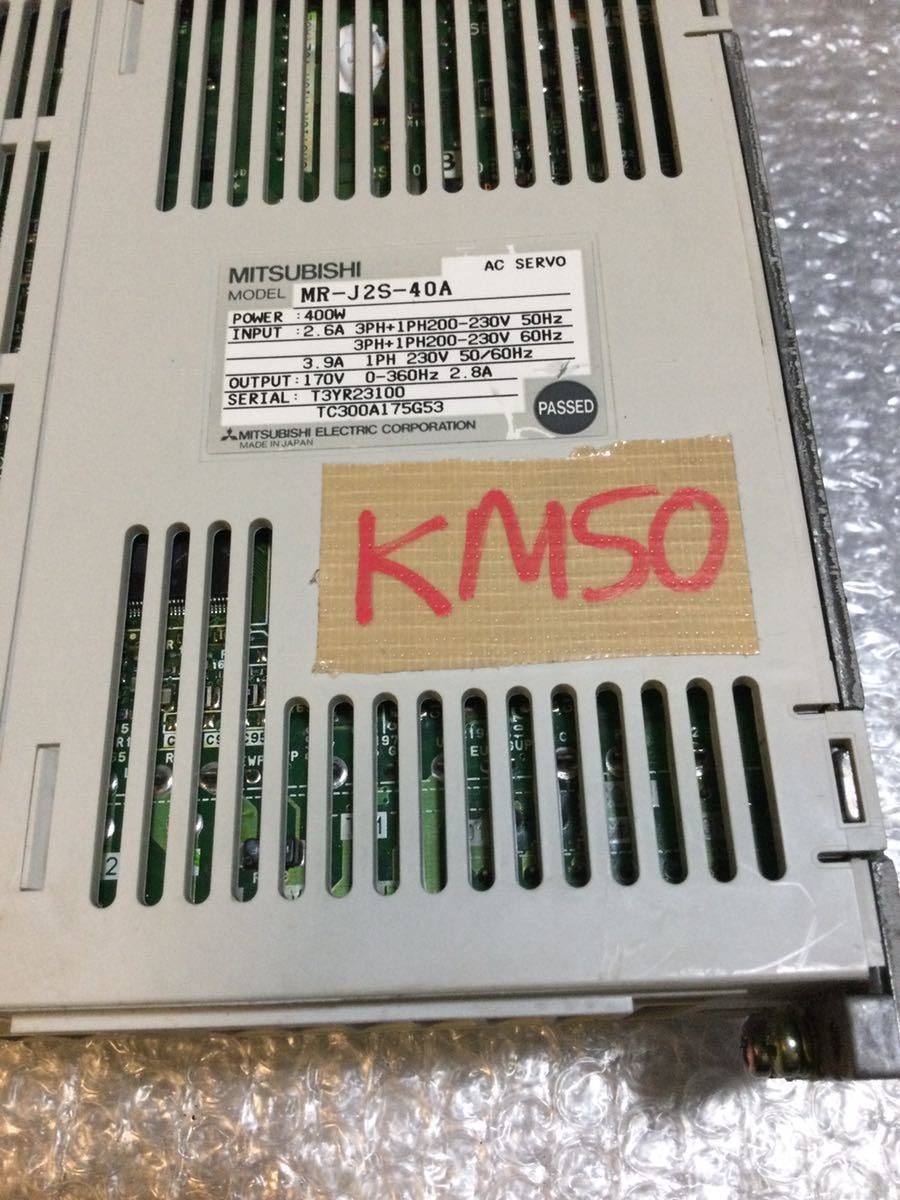 MITSUBISHI
AC SERVO
MODEL MR-J2S-40A
POWER :400W
INPUT :2.6A 3PH+1PH200-230V 50Hz
3PH+1PH200-230V 60Hz
3.9A 1PH 230V 50/60Hz
OUTPUT:170V 0-360Hz 2.8A
SERIAL: T3YR23100
TC300A175G53
PASSED
MITSUBISHI ELECTRIC CORPORATION
MADE IN JAPAN
KM50